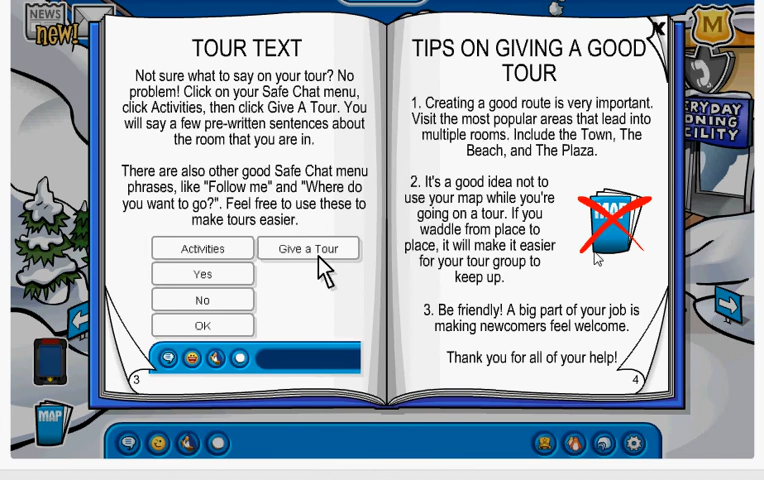 NEWS
new!
M
TOUR TEXT
Not sure what to say on your tour? No
problem! Click on your Safe Chat menu,
click Activities, then click Give A Tour. You
will say a few pre-written sentences about
the room that you are in.
There are also other good Safe Chat menu
phrases, like "Follow me" and "Where do
you want to go?". Feel free to use these to
make tours easier.
Activities
Give a Tour
Yes
No
OK
3
TIPS ON GIVING A GOOD
TOUR
1. Creating a good route is very important.
Visit the most popular areas that lead into
multiple rooms. Include the Town, The
Beach, and The Plaza.
2. It's a good idea not to
use your map while you're
going on a tour. If you
waddle from place to
place, it will make it easier
for your tour group to
keep up.
MAP
3. Be friendly! A big part of your job is
making newcomers feel welcome.
Thank you for all of your help!
4
ERYDAY
ONING
CILITY
MAP